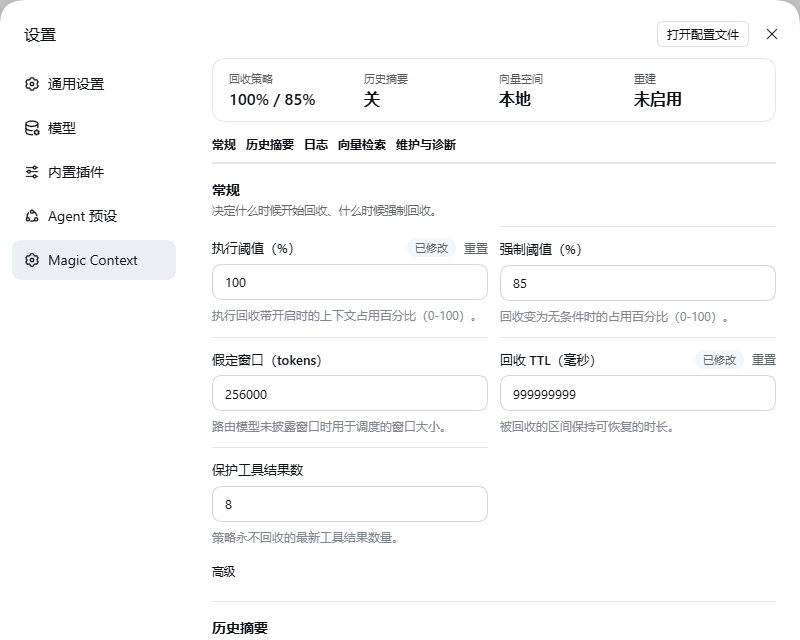 设置
打开配置文件
通用设置
模型
内置插件
Agent 预设
Magic Context
回收策略 历史摘要 向量空间 重建
100% / 85% 关 本地 未启用
常规 历史摘要 日志 向量检索 维护与诊断
常规
决定什么时候开始回收、什么时候强制回收。
执行阈值（%） 已修改 重置
100
执行回收带开启时的上下文占用百分比（0-100）。
强制阈值（%）
85
回收变为无条件时的占用百分比（0-100）。
假定窗口（tokens）
256000
路由模型未披露窗口时用于调度的窗口大小。
回收 TTL（毫秒） 已修改 重置
999999999
被回收的区间保持可恢复的时长。
保护工具结果数
8
策略永不回收的最新工具结果数量。
高级
历史摘要